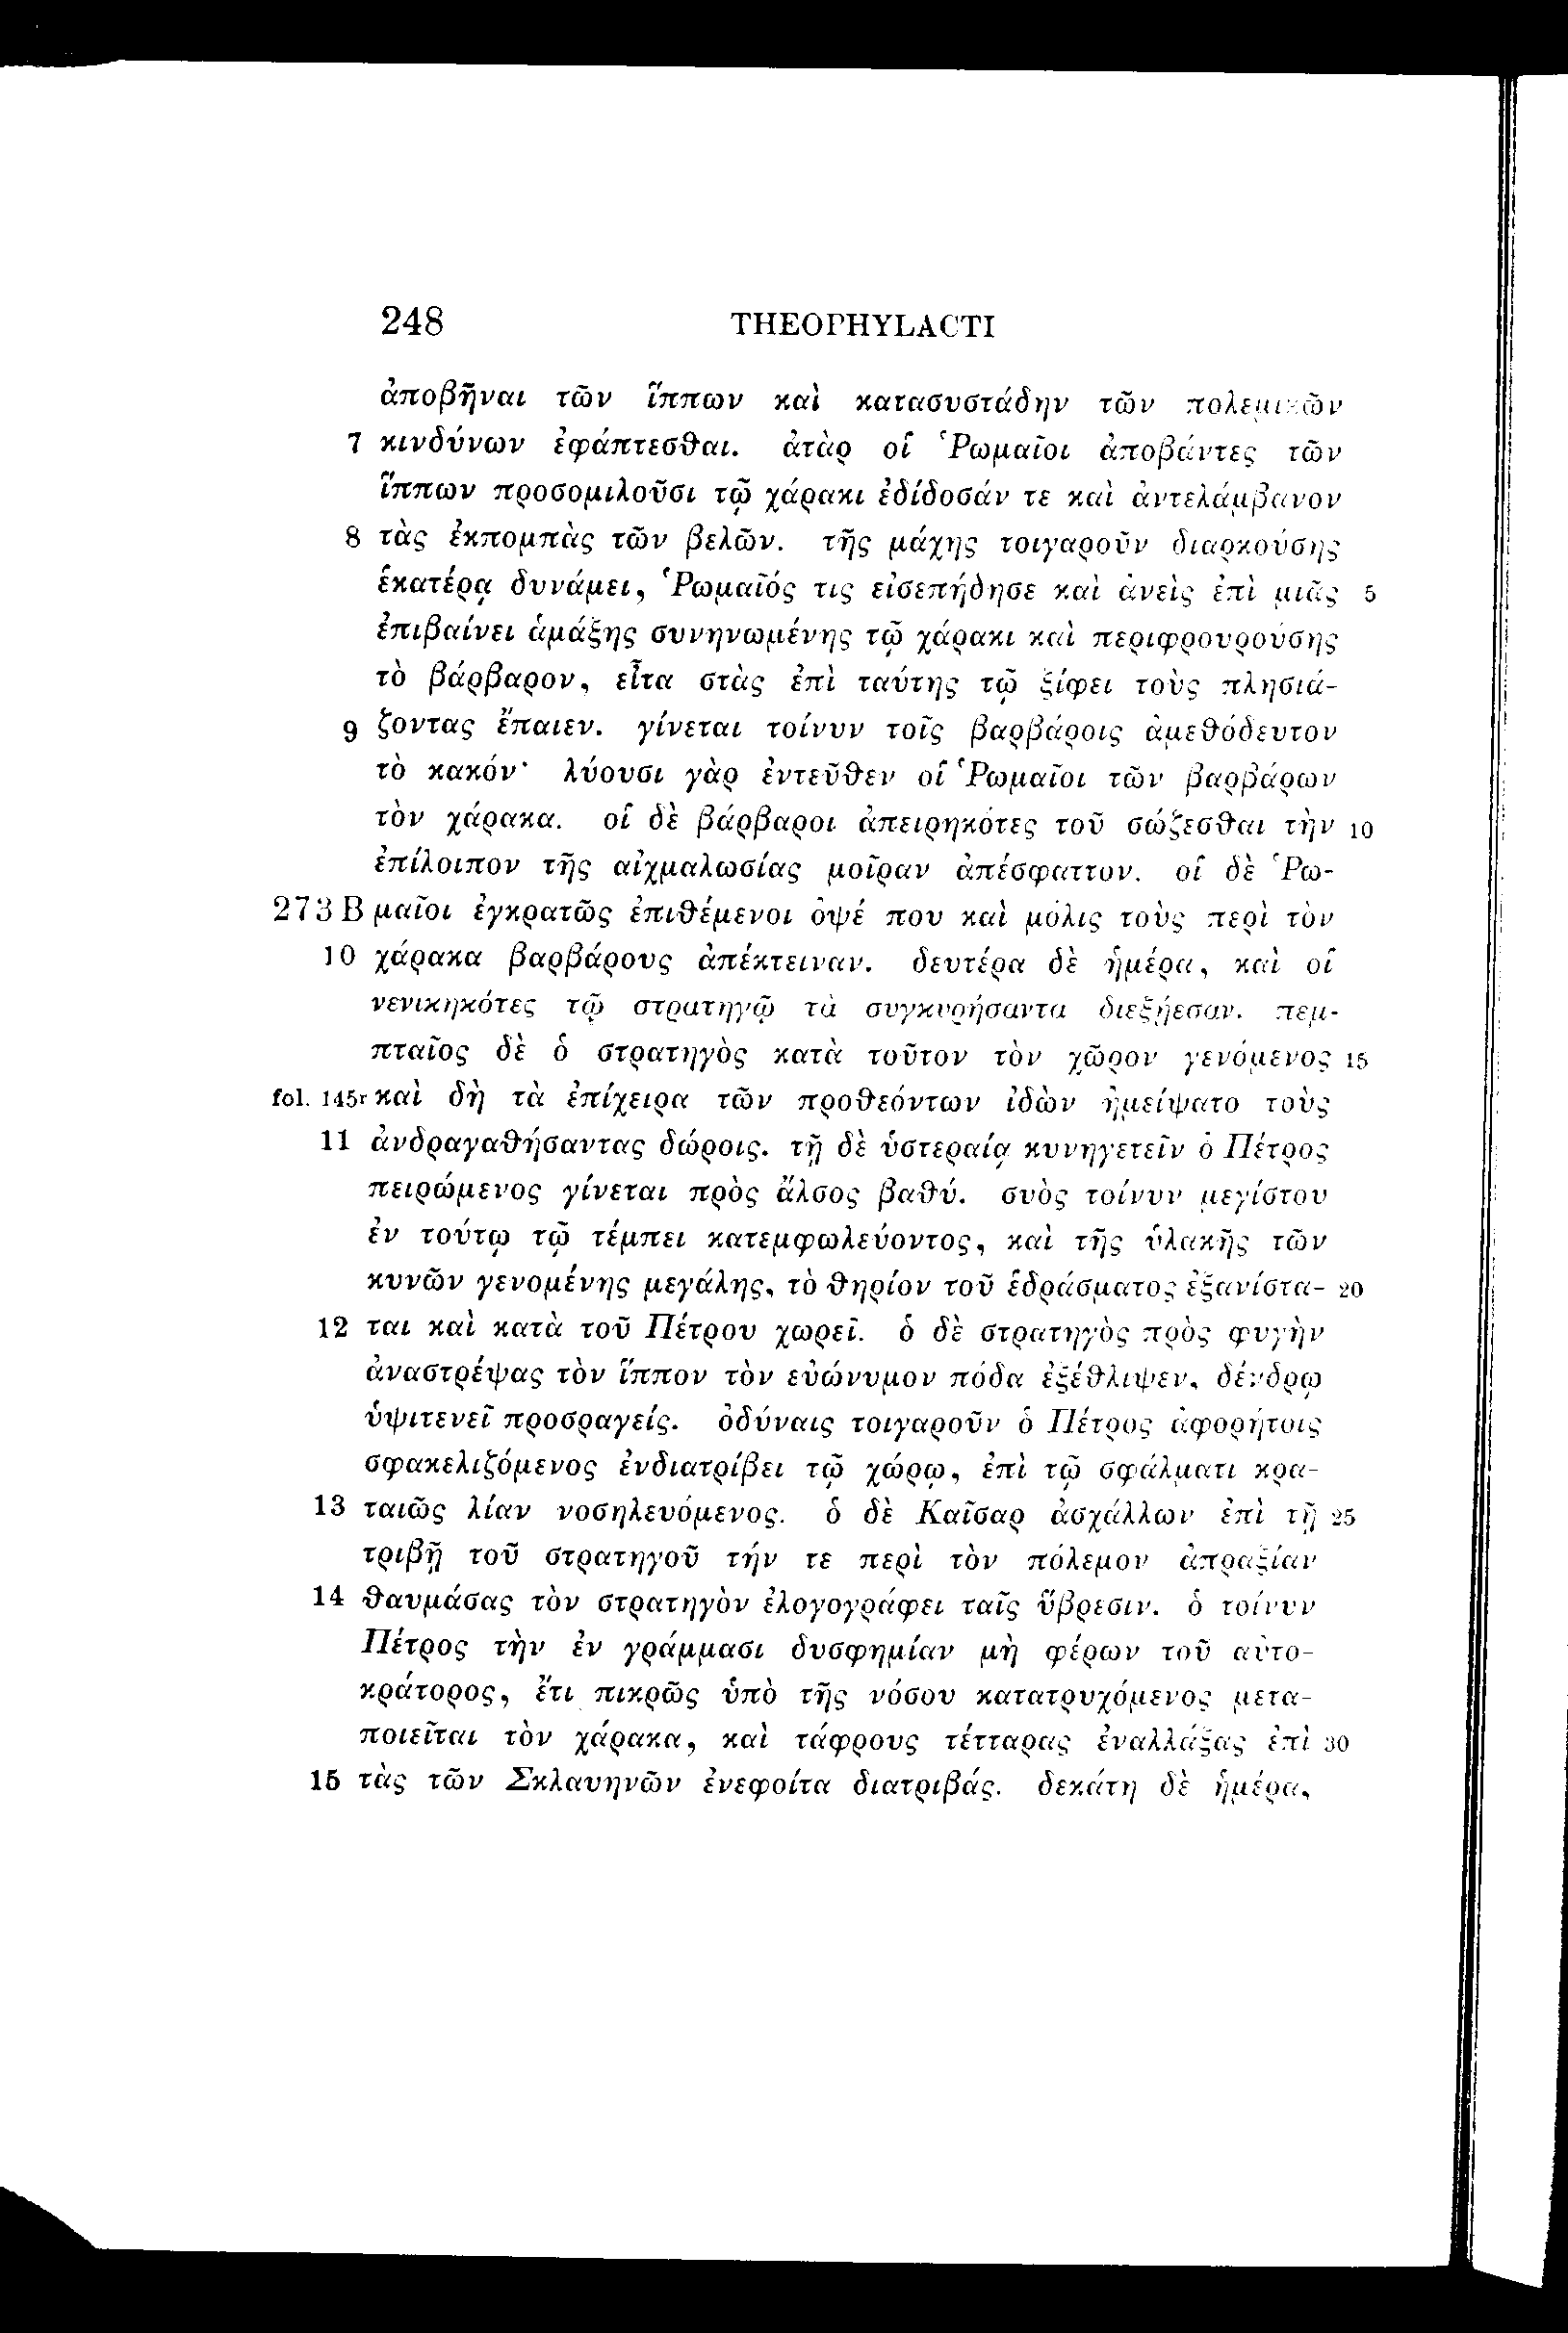 248 THEOPHYLACTI
ἀποβῆναι τῶν ἵππων καὶ κατασυστάδην τῶν πολεμικῶν
7 κινδύνων ἐφάπτεσθαι. ἀτὰρ οἱ Ῥωμαῖοι ἀποβάντες τῶν
ἵππων προσομιλοῦσι τῷ χάρακι ἐδίδοσάν τε καὶ ἀντελάμβανον
8 τὰς ἐκπομπὰς τῶν βελῶν. τῆς μάχης τοιγαροῦν διαρκούσης
ἑκατέρᾳ δυνάμει, Ῥωμαῖός τις εἰσεπήδησε καὶ ἀνεὶς ἐπὶ μιᾶς 5
ἐπιβαίνει ἁμάξης συνηνωμένης τῷ χάρακι καὶ περιφρουρούσης
τὸ βάρβαρον, εἶτα στὰς ἐπὶ ταύτης τῷ ξίφει τοὺς πλησιά-
9 ζοντας ἔπαιεν. γίνεται τοίνυν τοῖς βαρβάροις ἀμεθόδευτον
τὸ κακόν· λύουσι γὰρ ἐντεῦθεν οἱ Ῥωμαῖοι τῶν βαρβάρων
τὸν χάρακα. οἱ δὲ βάρβαροι ἀπειρηκότες τοῦ σώζεσθαι τὴν 10
ἐπίλοιπον τῆς αἰχμαλωσίας μοῖραν ἀπέσφαττον. οἱ δὲ Ῥω-
273 B μαῖοι ἐγκρατῶς ἐπιθέμενοι ὀψέ που καὶ μόλις τοὺς περὶ τὸν
10 χάρακα βαρβάρους ἀπέκτειναν. δευτέρα δὲ ἡμέρα, καὶ οἱ
νενικηκότες τῷ στρατηγῷ τὰ συγκυρήσαντα διεξῄεσαν. πεμ-
πταῖος δὲ ὁ στρατηγὸς κατὰ τοῦτον τὸν χῶρον γενόμενος 15
fol. 145r καὶ δὴ τὰ ἐπίχειρα τῶν προθεόντων ἰδὼν ἠμείψατο τοὺς
11 ἀνδραγαθήσαντας δώροις. τῇ δὲ ὑστεραίᾳ κυνηγετεῖν ὁ Πέτρος
πειρώμενος γίνεται πρὸς ἄλσος βαθύ. συὸς τοίνυν μεγίστου
ἐν τούτῳ τῷ τέμπει κατεμφωλεύοντος, καὶ τῆς ὑλακῆς τῶν
κυνῶν γενομένης μεγάλης, τὸ θηρίον τοῦ ἑδράσματος ἐξανίστα- 20
12 ται καὶ κατὰ τοῦ Πέτρου χωρεῖ. ὁ δὲ στρατηγὸς πρὸς φυγὴν
ἀναστρέψας τὸν ἵππον τὸν εὐώνυμον πόδα ἐξέθλιψεν, δένδρῳ
ὑψιτενεῖ προσραγείς. ὀδύναις τοιγαροῦν ὁ Πέτρος ἀφορήτοις
σφακελιζόμενος ἐνδιατρίβει τῷ χώρῳ, ἐπὶ τῷ σφάλματι κρα-
13 ταιῶς λίαν νοσηλευόμενος. ὁ δὲ Καῖσαρ ἀσχάλλων ἐπὶ τῇ 25
τριβῇ τοῦ στρατηγοῦ τήν τε περὶ τὸν πόλεμον ἀπραξίαν
14 θαυμάσας τὸν στρατηγὸν ἐλογογράφει ταῖς ὕβρεσιν. ὁ τοίνυν
Πέτρος τὴν ἐν γράμμασι δυσφημίαν μὴ φέρων τοῦ αὐτο-
κράτορος, ἔτι πικρῶς ὑπὸ τῆς νόσου κατατρυχόμενος μετα-
ποιεῖται τὸν χάρακα, καὶ τάφρους τέτταρας ἐναλλάξας ἐπὶ 30
15 τὰς τῶν Σκλαυηνῶν ἐνεφοίτα διατριβάς. δεκάτη δὲ ἡμέρα,